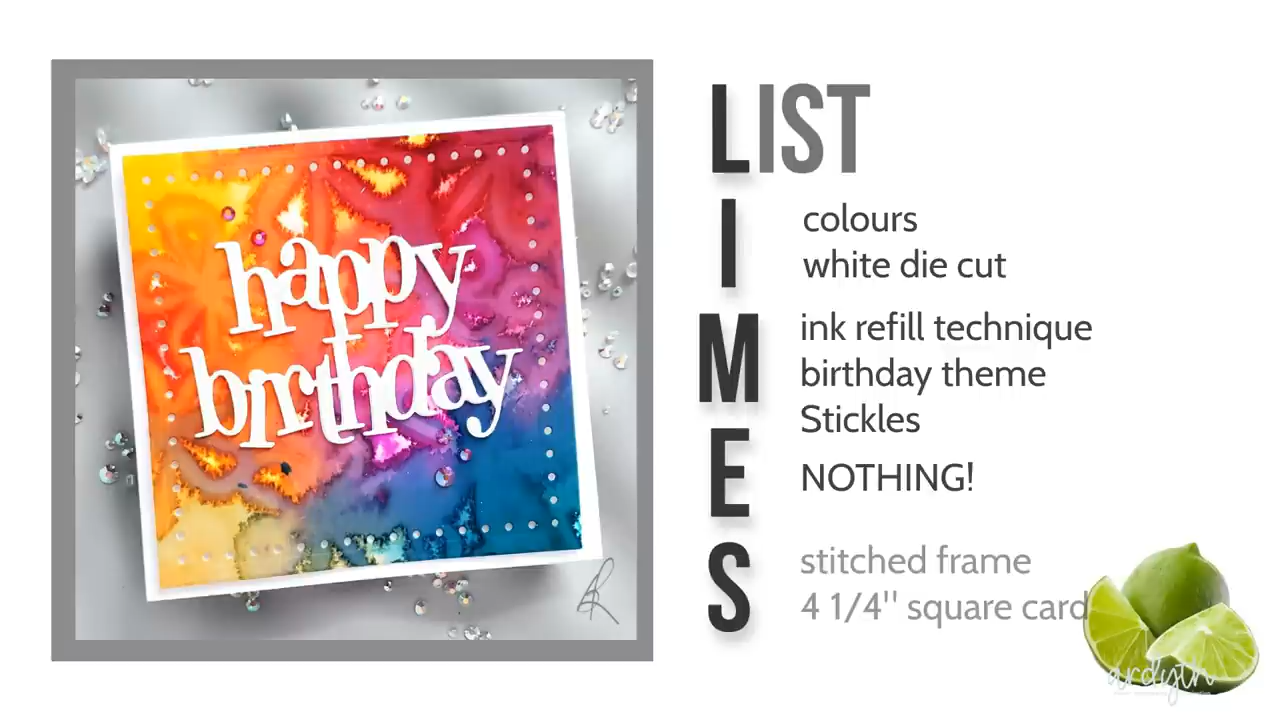 happy
birthday
LIST
I
colours
white die cut
M
ink refill technique
birthday theme
Stickles
E
NOTHING!
S
stitched frame
4 1/4" square card
ardyth